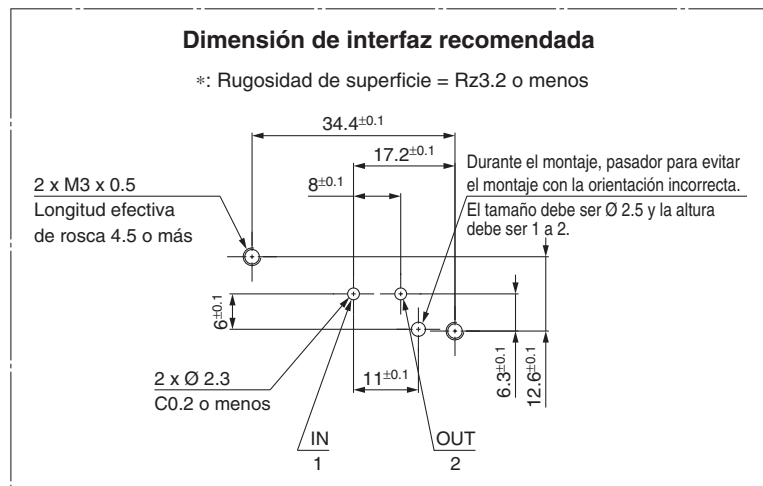 Dimensión de interfaz recomendada
*: Rugosidad de superficie = Rz3.2 o menos
34.4±0.1
17.2±0.1
8±0.1
Durante el montaje, pasador para evitar
el montaje con la orientación incorrecta.
El tamaño debe ser Ø 2.5 y la altura
debe ser 1 a 2.
2 x M3 x 0.5
Longitud efectiva
de rosca 4.5 o más
6±0.1
2 x Ø 2.3
C0.2 o menos
11±0.1
6.3±0.1
12.6±0.1
IN
1
OUT
2